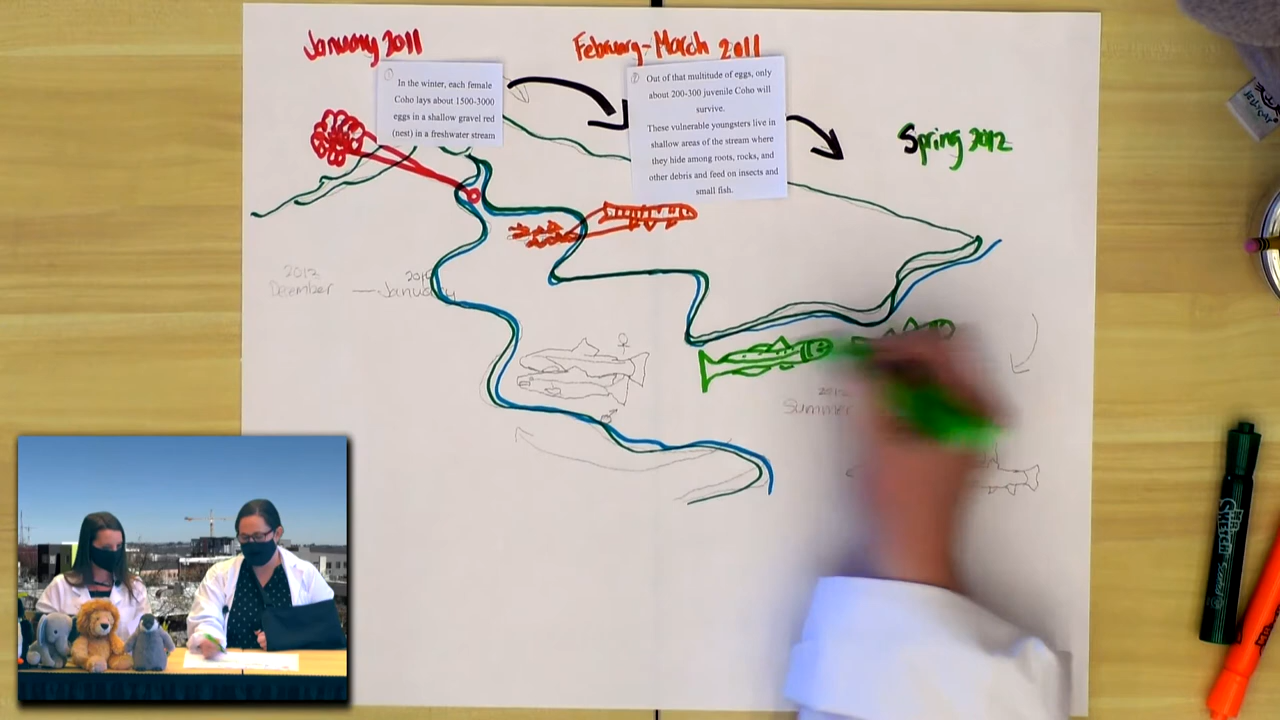 January 2011
February-March 2011
①
In the winter, each female
Coho lays about 1500-3000
eggs in a shallow gravel red
(nest) in a freshwater stream
②
Out of that multitude of eggs, only
about 200-300 juvenile Coho will
survive.
These vulnerable youngsters live in
shallow areas of the stream where
they hide among roots, rocks, and
other debris and feed on insects and
small fish.
Spring 2012
2012
Summer